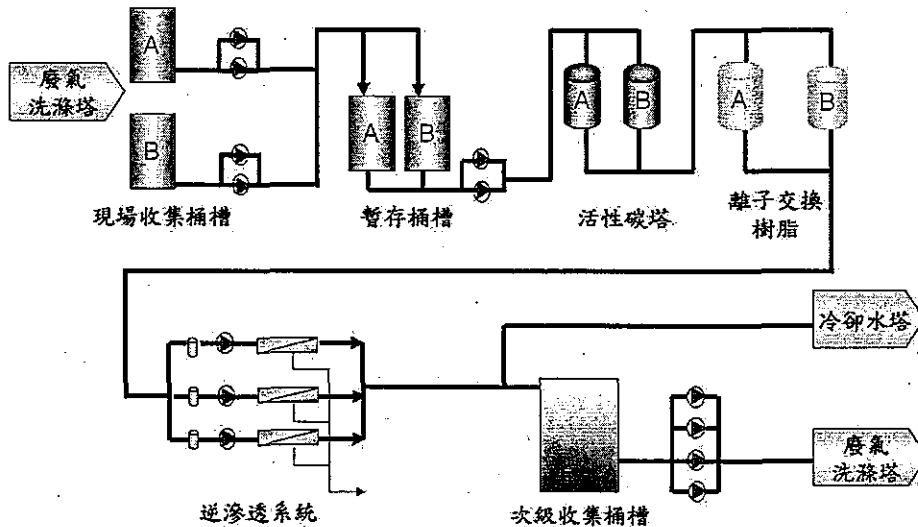 廢氣
洗滌塔
A
B
現場收集桶槽
A
B
暫存桶槽
A
B
活性碳塔
A
B
離子交換
樹脂
冷卻水塔
逆滲透系統
次級收集桶槽
廢氣
洗滌塔